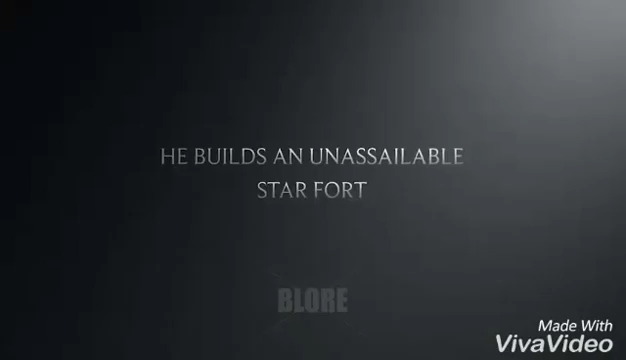 HE BUILDS AN UNASSAILABLE
STAR FORT
BLORE
Made With
VivaVideo